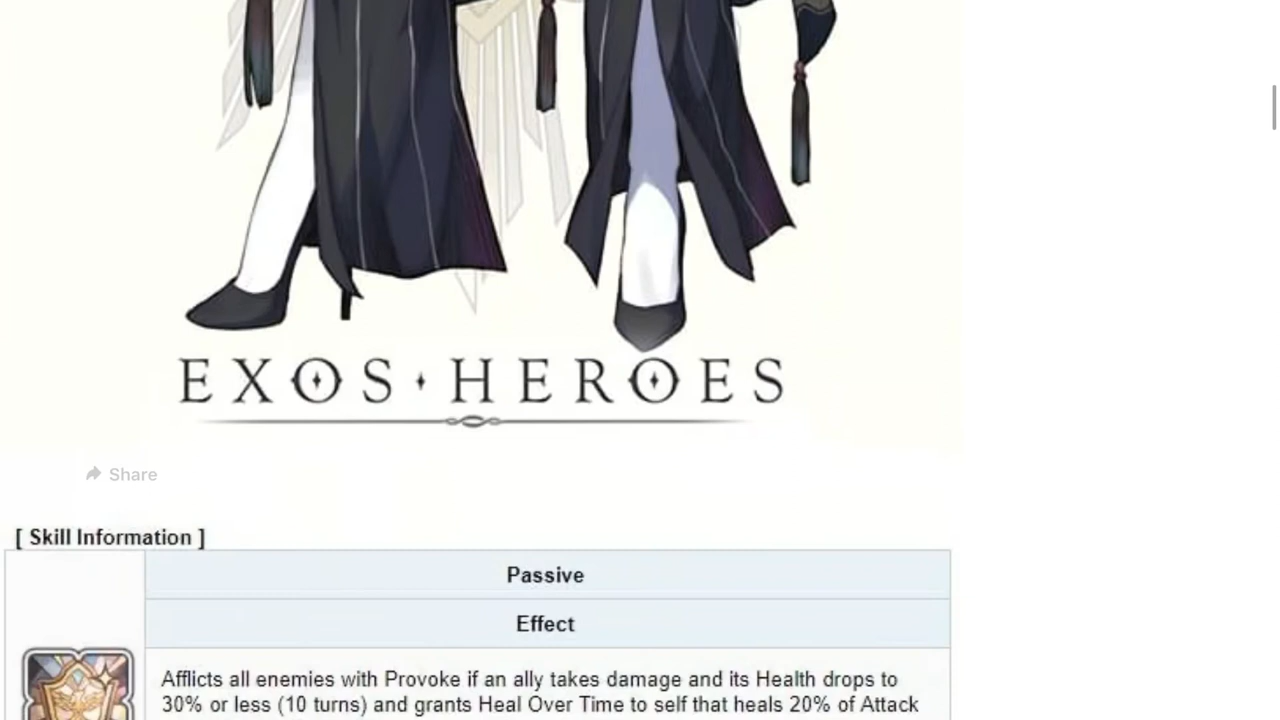 EXOS HEROES
Share
[ Skill Information ]
Passive
Effect
Afflicts all enemies with Provoke if an ally takes damage and its Health drops to
30% or less (10 turns) and grants Heal Over Time to self that heals 20% of Attack